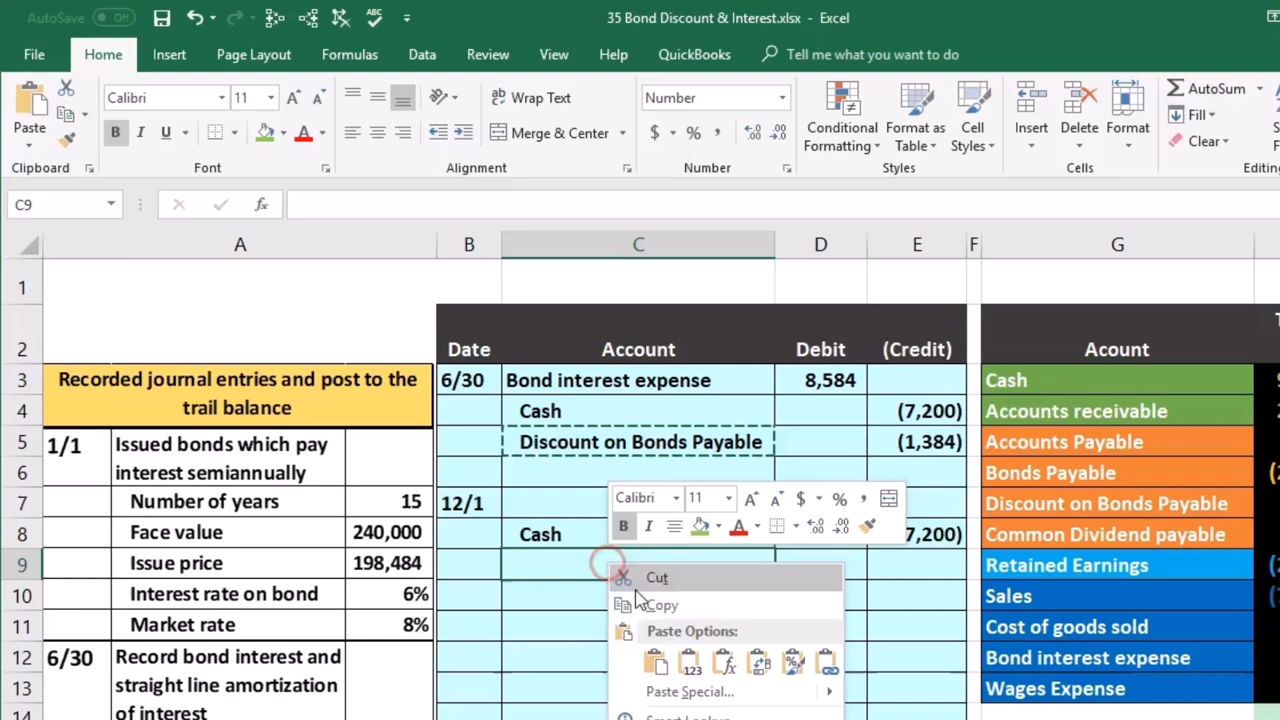 AutoSave Off
35 Bond Discount & Interest.xlsx - Excel
File Home Insert Page Layout Formulas Data Review View Help QuickBooks Tell me what you want to do
Paste
Clipboard
Calibri 11
B I U
Font
Wrap Text
Merge & Center
Alignment
Number
$ % ,
Number
Conditional Formatting
Format as Table
Cell Styles
Styles
Insert Delete Format
Cells
AutoSum
Fill
Clear
Editing
C9
fx
A B C D E F G
1
2 Date Account Debit (Credit) Acount
3 Recorded journal entries and post to the 6/30 Bond interest expense 8,584 Cash
4 trail balance Cash (7,200) Accounts receivable
5 1/1 Issued bonds which pay Discount on Bonds Payable (1,384) Accounts Payable
6 interest semiannually Bonds Payable
7 Number of years 15 12/1 Discount on Bonds Payable
8 Face value 240,000 Cash 7,200) Common Dividend payable
9 Issue price 198,484 Retained Earnings
10 Interest rate on bond 6% Sales
11 Market rate 8% Cost of goods sold
12 6/30 Record bond interest and Bond interest expense
13 straight line amortization Wages Expense
14 of interest
Calibri 11 A A $ % ,
B I A
Cut
Copy
Paste Options:
Paste Special...
Smart Lookup